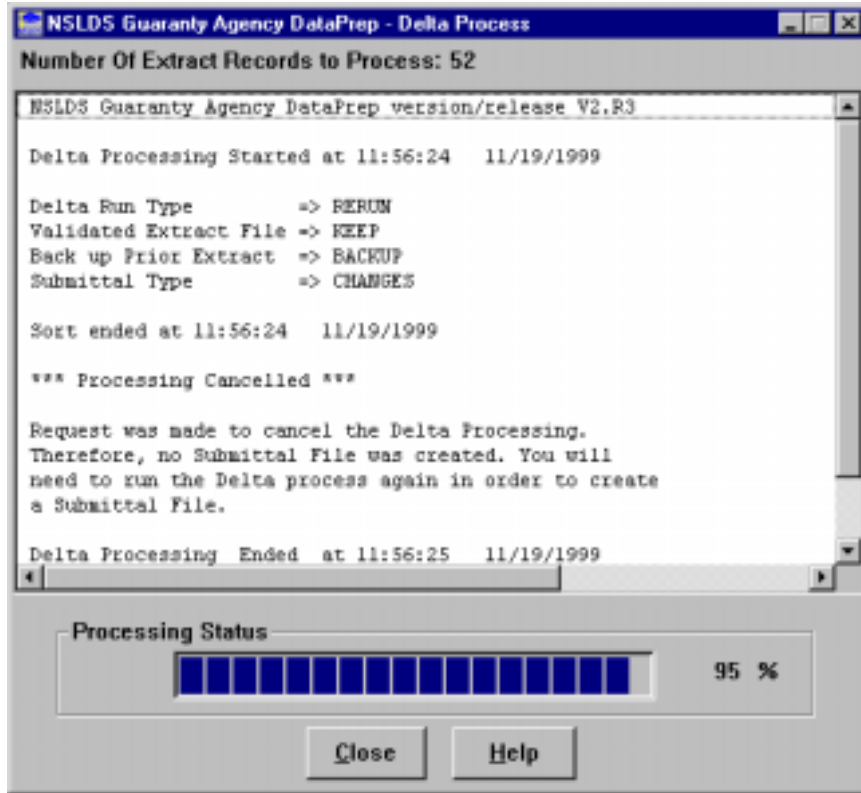 NSLDS Guaranty Agency DataPrep - Delta Process
Number Of Extract Records to Process: 52
NSLDS Guaranty Agency DataPrep version/release V2.R3
Delta Processing Started at 11:56:24   11/19/1999
Delta Run Type          => RERUN
Validated Extract File => KEEP
Back up Prior Extract  => BACKUP
Submittal Type          => CHANGES
Sort ended at 11:56:24   11/19/1999
*** Processing Cancelled ***
Request was made to cancel the Delta Processing.
Therefore, no Submittal File was created. You will
need to run the Delta process again in order to create
a Submittal File.
Delta Processing  Ended  at 11:56:25   11/19/1999
Processing Status
95 %
Close
Help